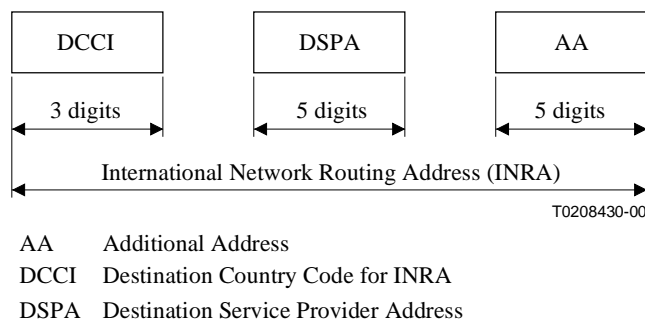 DCCI DSPA AA
3 digits 5 digits 5 digits
International Network Routing Address (INRA)
T0208430-00
AA Additional Address
DCCI Destination Country Code for INRA
DSPA Destination Service Provider Address